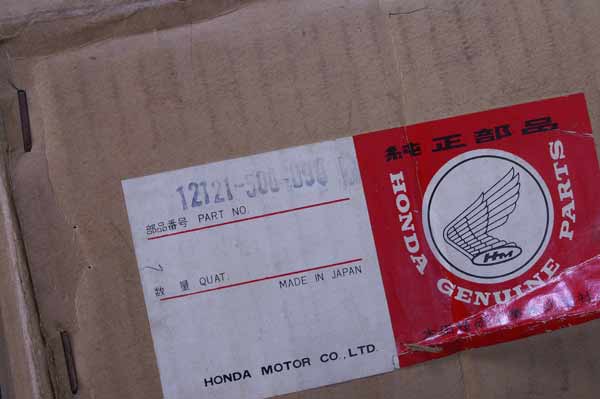 12121-500-000
部品番号 PART NO.
数量 QUAT. MADE IN JAPAN
HONDA MOTOR CO., LTD.
純正部品
HONDA GENUINE PARTS
HM